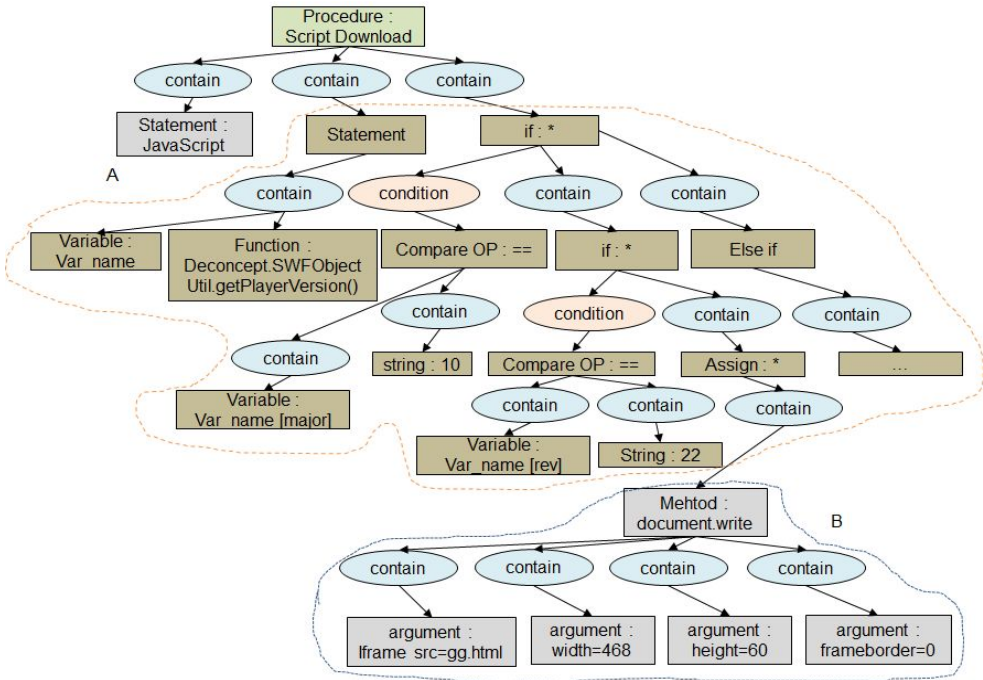 Procedure :
Script Download
contain
contain
contain
Statement :
JavaScript
Statement
if : *
A
contain
condition
contain
contain
Variable :
Var_name
Function :
Deconcept.SWFObject
Util.getPlayerVersion()
Compare OP : ==
if : *
Else if
contain
condition
contain
contain
contain
string : 10
Compare OP : ==
Assign : *
...
Variable :
Var_name [major]
contain
contain
contain
Variable :
Var_name [rev]
String : 22
Mehtod :
document.write
B
contain
contain
contain
contain
argument :
Iframe src=gg.html
argument :
width=468
argument :
height=60
argument :
frameborder=0